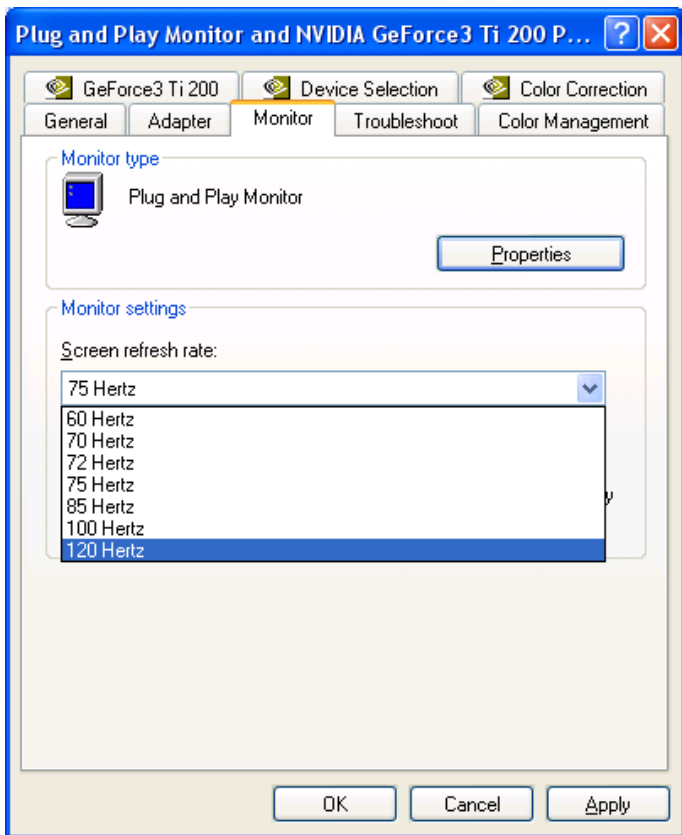 Plug and Play Monitor and NVIDIA GeForce3 Ti 200 P...
GeForce3 Ti 200 Device Selection Color Correction
General Adapter Monitor Troubleshoot Color Management
Monitor type
Plug and Play Monitor
Properties
Monitor settings
Screen refresh rate:
75 Hertz
60 Hertz
70 Hertz
72 Hertz
75 Hertz
85 Hertz
100 Hertz
120 Hertz
OK Cancel Apply